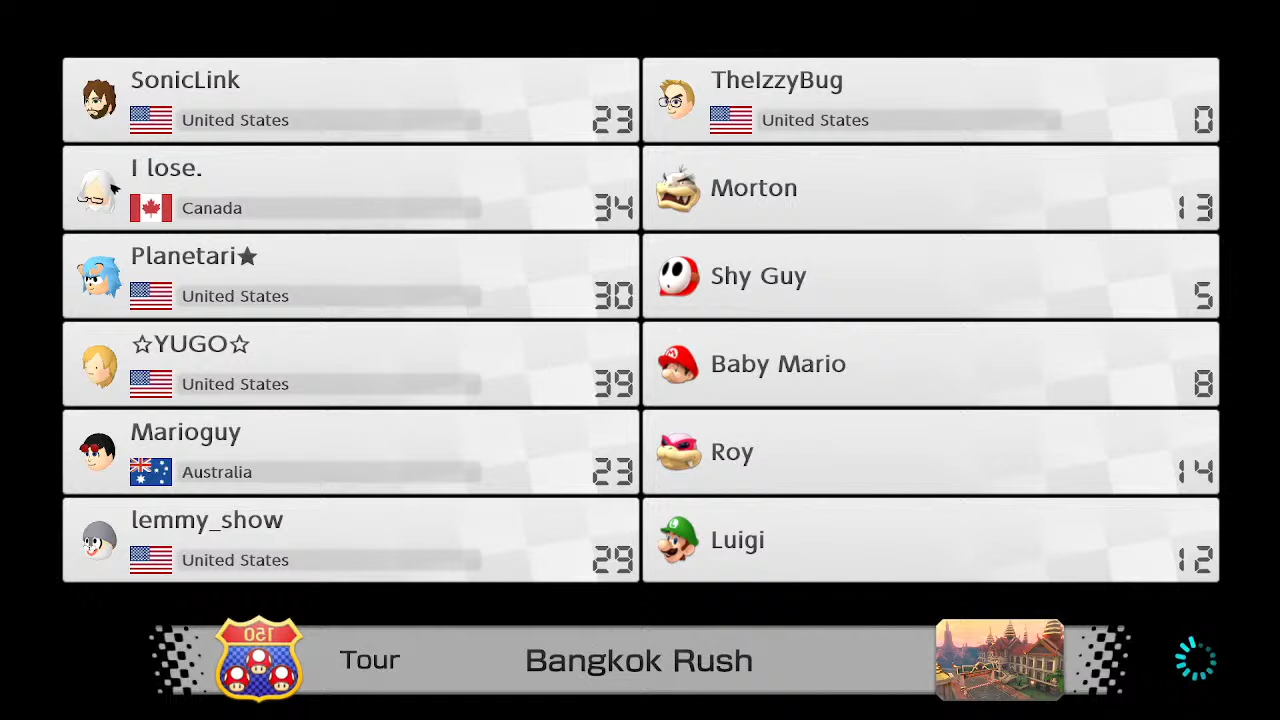 SonicLink
United States
23
I lose.
Canada
34
Planetari★
United States
30
☆YUGO☆
United States
39
Marioguy
Australia
23
lemmy_show
United States
29
TheIzzyBug
United States
0
Morton
13
Shy Guy
5
Baby Mario
8
Roy
14
Luigi
12
150
Tour
Bangkok Rush